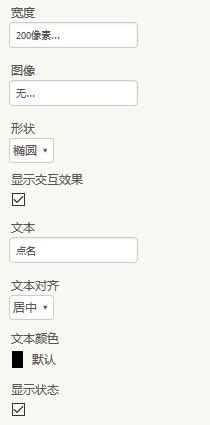 宽度
200像素...
图像
无...
形状
椭圆
显示交互效果
文本
点名
文本对齐
居中
文本颜色
默认
显示状态